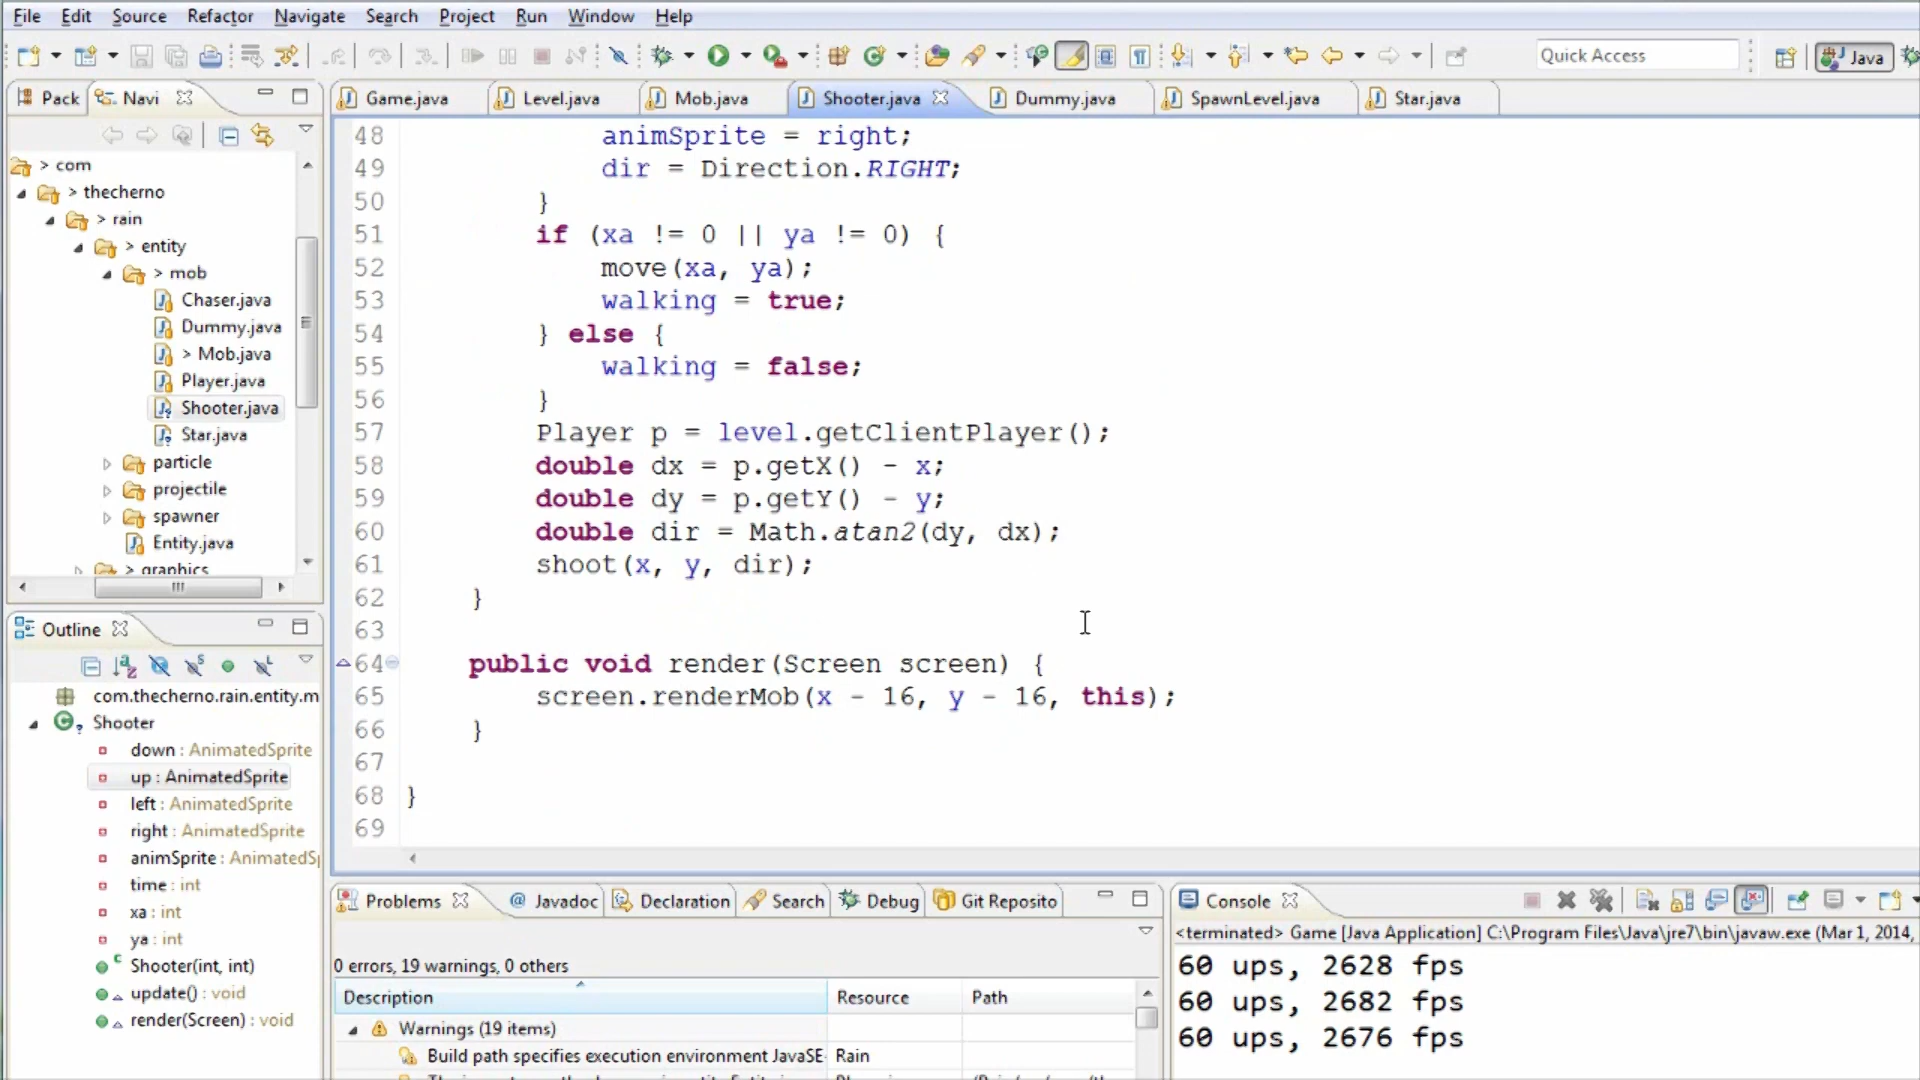 File Edit Source Refactor Navigate Search Project Run Window Help
Quick Access
Java
Pack Navi
Game.java Level.java Mob.java Shooter.java Dummy.java SpawnLevel.java Star.java
> com
> thecherno
> rain
> entity
> mob
Chaser.java
Dummy.java
> Mob.java
Player.java
Shooter.java
Star.java
particle
projectile
spawner
Entity.java
> graphics
48 animSprite = right;
49 dir = Direction.RIGHT;
50 }
51 if (xa != 0 || ya != 0) {
52 move(xa, ya);
53 walking = true;
54 } else {
55 walking = false;
56 }
57 Player p = level.getClientPlayer();
58 double dx = p.getX() - x;
59 double dy = p.getY() - y;
60 double dir = Math.atan2(dy, dx);
61 shoot(x, y, dir);
62 }
63
64 public void render(Screen screen) {
65 screen.renderMob(x - 16, y - 16, this);
66 }
67
68 }
69
Outline
com.thecherno.rain.entity.m
Shooter
down : AnimatedSprite
up : AnimatedSprite
left : AnimatedSprite
right : AnimatedSprite
animSprite : AnimatedSp
time : int
xa : int
ya : int
Shooter(int, int)
update() : void
render(Screen) : void
Problems @ Javadoc Declaration Search Debug Git Reposito
0 errors, 19 warnings, 0 others
Description Resource Path
Warnings (19 items)
Build path specifies execution environment JavaSE Rain
Console
<terminated> Game [Java Application] C:\Program Files\Java\jre7\bin\javaw.exe (Mar 1, 2014,
60 ups, 2628 fps
60 ups, 2682 fps
60 ups, 2676 fps